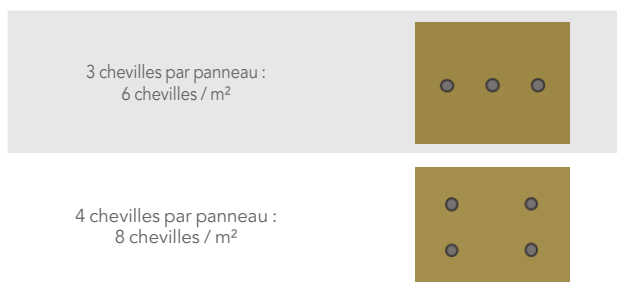 3 chevilles par panneau :
6 chevilles / m²
4 chevilles par panneau :
8 chevilles / m²